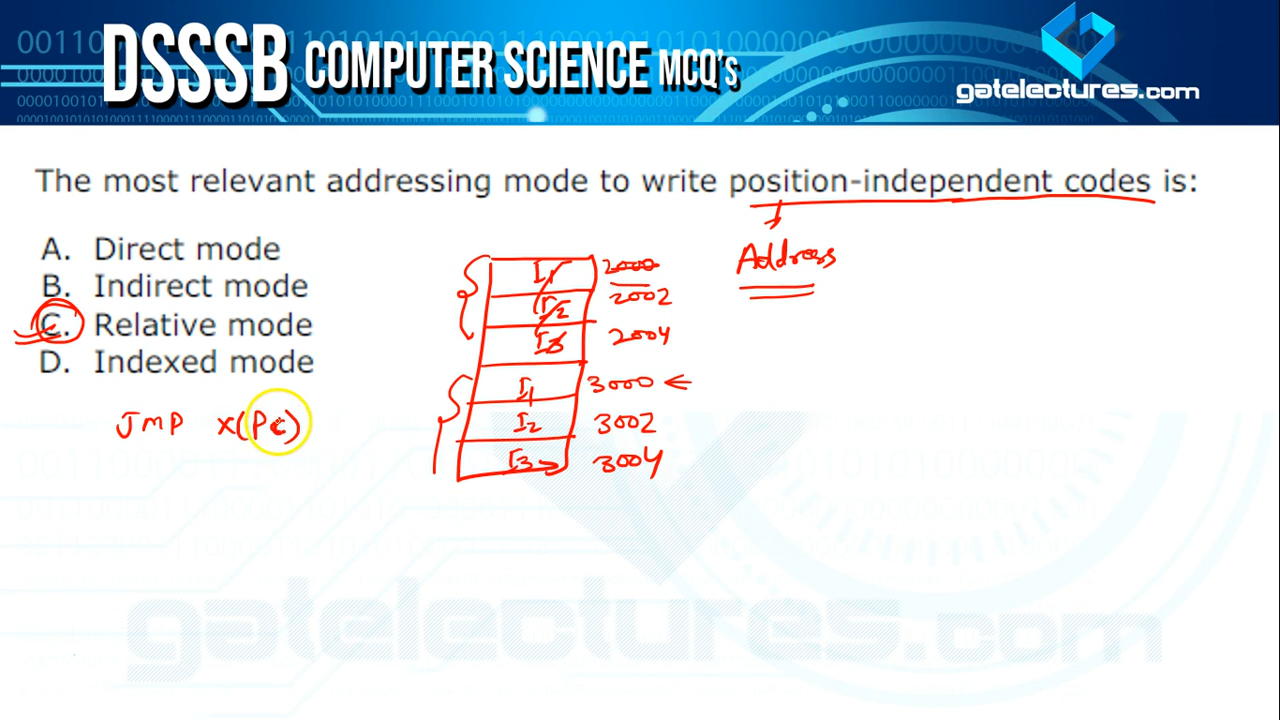 DSSSB COMPUTER SCIENCE MCQ's
gatelectures.com
The most relevant addressing mode to write position-independent codes is:
A. Direct mode
B. Indirect mode
C. Relative mode
D. Indexed mode
Address
I1 2000
I2 2002
I3 2004
I1 3000
I2 3002
I3 3004
JMP X(PC)
gatelectures.com